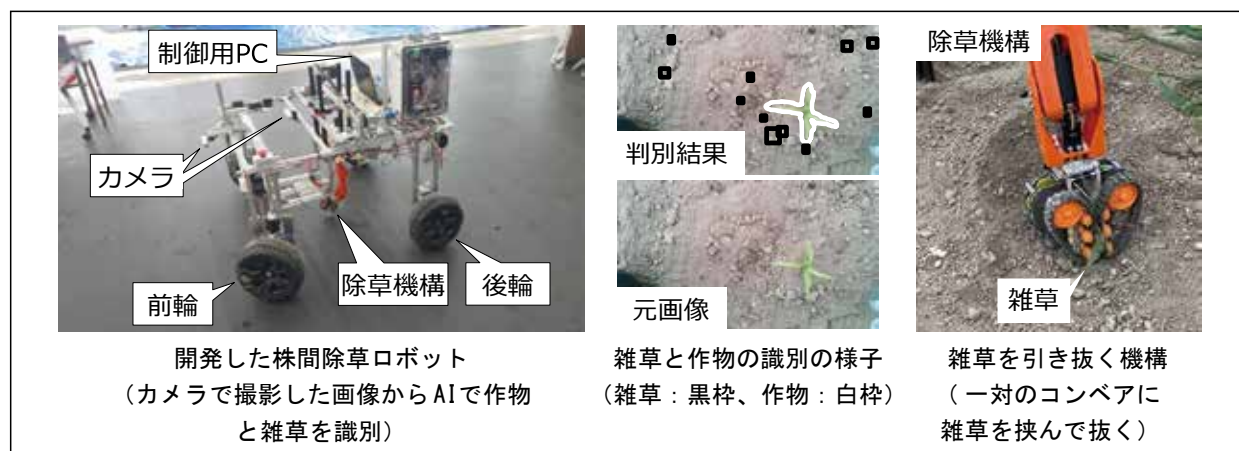 制御用PC
カメラ
前輪
除草機構
後輪
開発した株間除草ロボット
（カメラで撮影した画像からAIで作物
と雑草を識別）
判別結果
元画像
雑草と作物の識別の様子
（雑草：黒枠、作物：白枠）
除草機構
雑草
雑草を引き抜く機構
（一対のコンベアに
雑草を挟んで抜く）